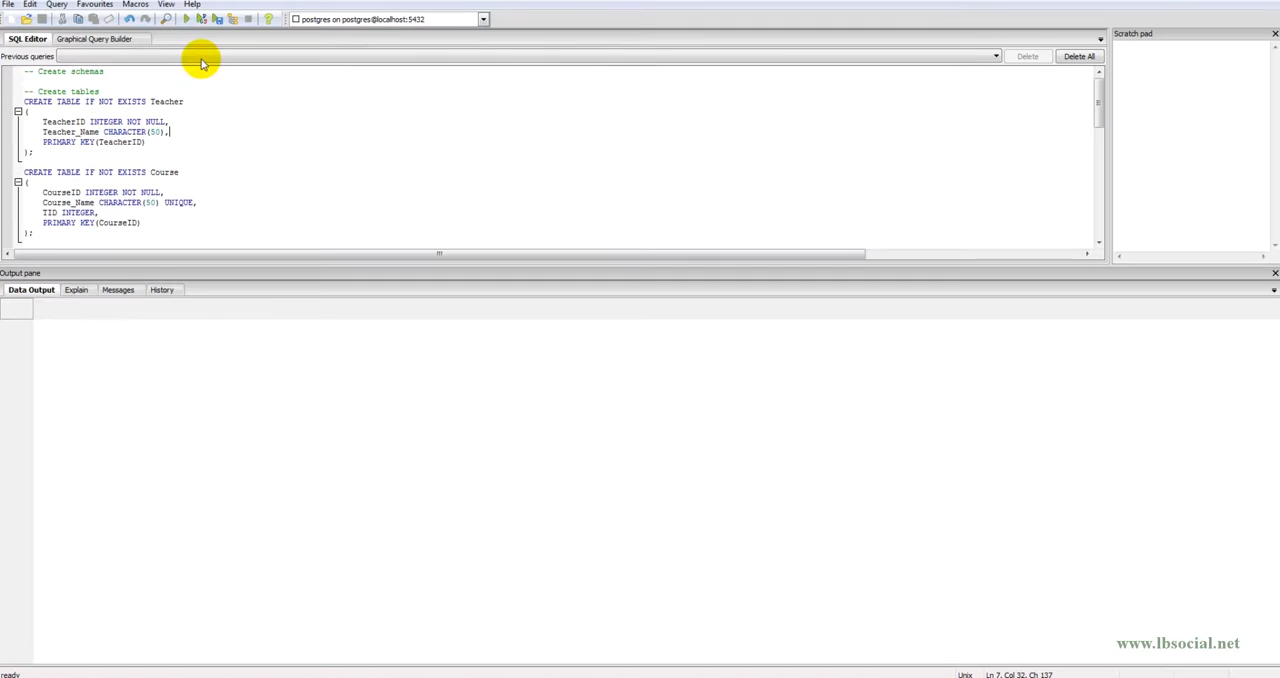 File Edit Query Favourites Macros View Help
postgres on postgres@localhost:5432
SQL Editor Graphical Query Builder
Scratch pad
Previous queries Delete Delete All
-- Create schemas
-- Create tables
CREATE TABLE IF NOT EXISTS Teacher
(
TeacherID INTEGER NOT NULL,
Teacher_Name CHARACTER(50),
PRIMARY KEY(TeacherID)
);
CREATE TABLE IF NOT EXISTS Course
(
CourseID INTEGER NOT NULL,
Course_Name CHARACTER(50) UNIQUE,
TID INTEGER,
PRIMARY KEY(CourseID)
);
Output pane
Data Output Explain Messages History
www.lbsocial.net
ready Unix Ln 7, Col 32, Ch 137